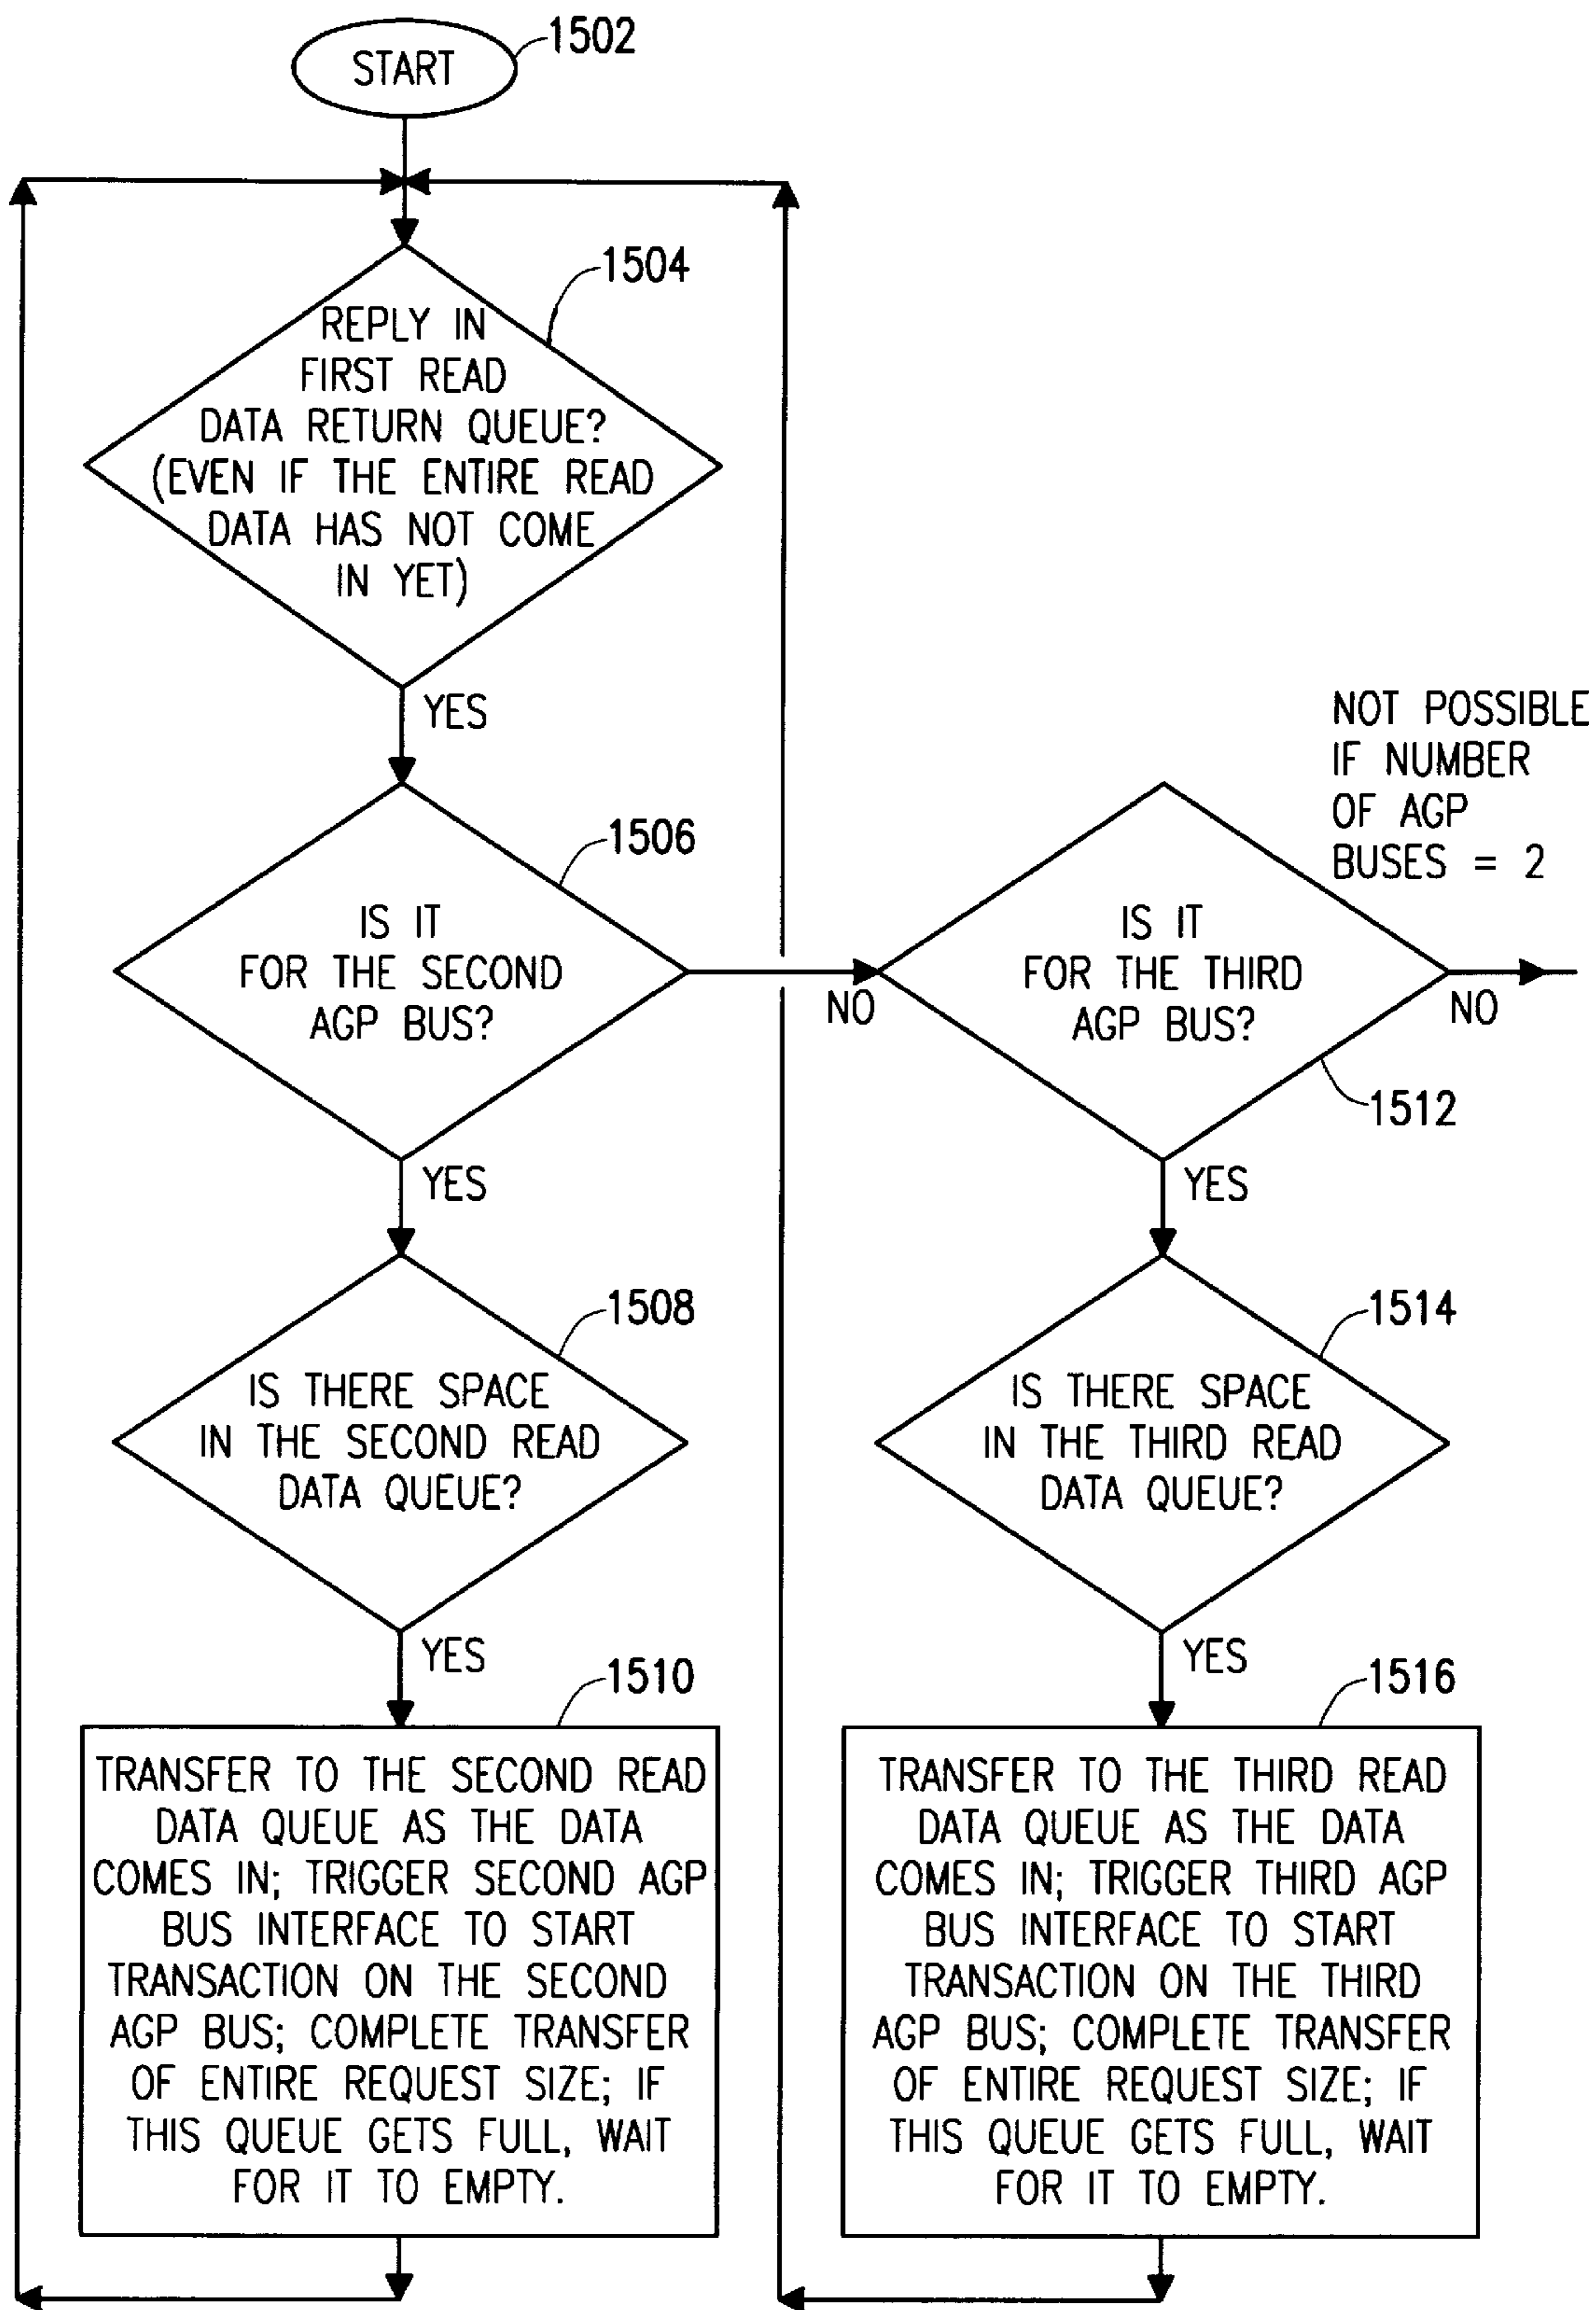 START
1502
1504
REPLY IN
FIRST READ
DATA RETURN QUEUE?
(EVEN IF THE ENTIRE READ
DATA HAS NOT COME
IN YET)
YES
1506
IS IT
FOR THE SECOND
AGP BUS?
NO
YES
NOT POSSIBLE
IF NUMBER
OF AGP
BUSES = 2
IS IT
FOR THE THIRD
AGP BUS?
NO
1512
YES
1508
IS THERE SPACE
IN THE SECOND READ
DATA QUEUE?
YES
1514
IS THERE SPACE
IN THE THIRD READ
DATA QUEUE?
YES
1510
TRANSFER TO THE SECOND READ
DATA QUEUE AS THE DATA
COMES IN; TRIGGER SECOND AGP
BUS INTERFACE TO START
TRANSACTION ON THE SECOND
AGP BUS; COMPLETE TRANSFER
OF ENTIRE REQUEST SIZE; IF
THIS QUEUE GETS FULL, WAIT
FOR IT TO EMPTY.
1516
TRANSFER TO THE THIRD READ
DATA QUEUE AS THE DATA
COMES IN; TRIGGER THIRD AGP
BUS INTERFACE TO START
TRANSACTION ON THE THIRD
AGP BUS; COMPLETE TRANSFER
OF ENTIRE REQUEST SIZE; IF
THIS QUEUE GETS FULL, WAIT
FOR IT TO EMPTY.